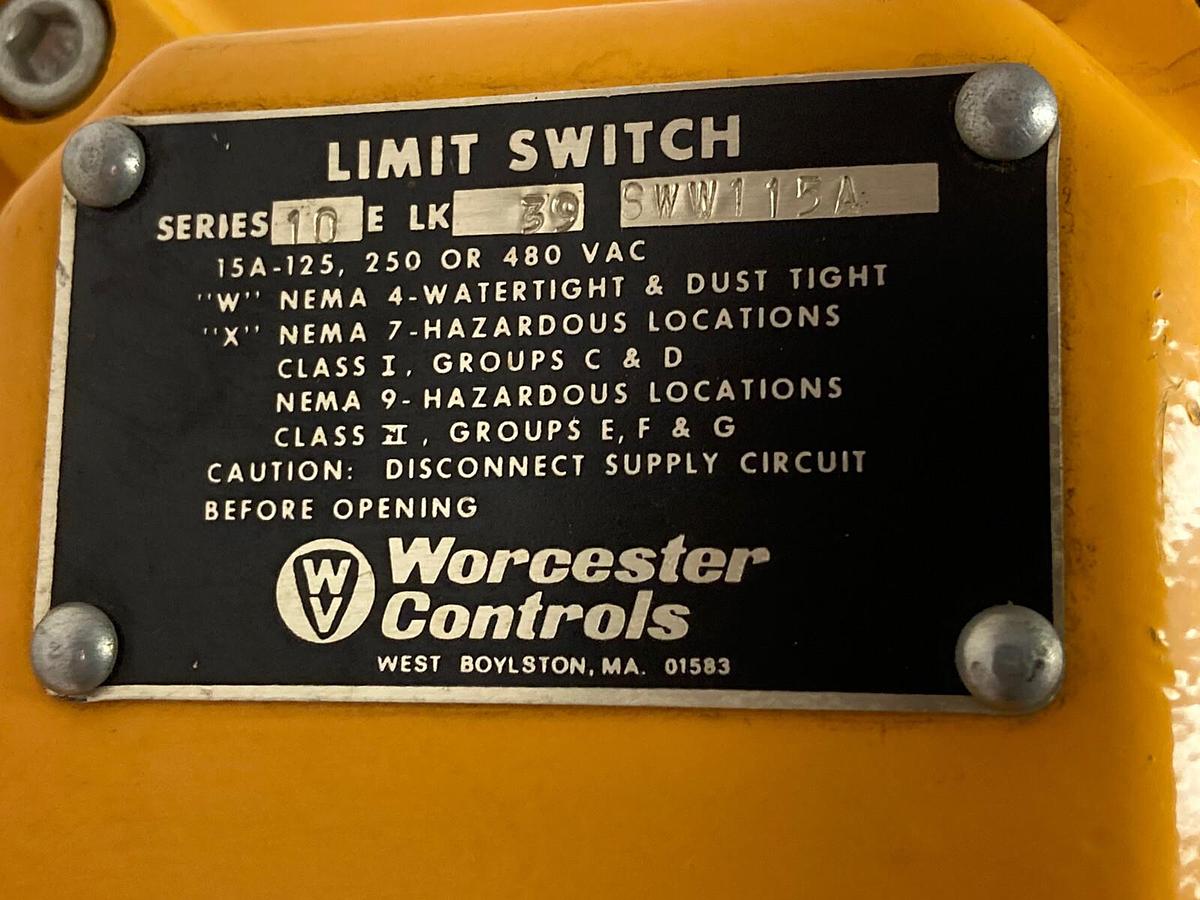 LIMIT SWITCH
SERIES 10 E LK 39 SWW115A
15A-125, 250 OR 480 VAC
"W" NEMA 4-WATERTIGHT & DUST TIGHT
"X" NEMA 7-HAZARDOUS LOCATIONS
CLASS I, GROUPS C & D
NEMA 9-HAZARDOUS LOCATIONS
CLASS II, GROUPS E, F & G
CAUTION: DISCONNECT SUPPLY CIRCUIT
BEFORE OPENING
WV Worcester
Controls
WEST BOYLSTON, MA. 01583